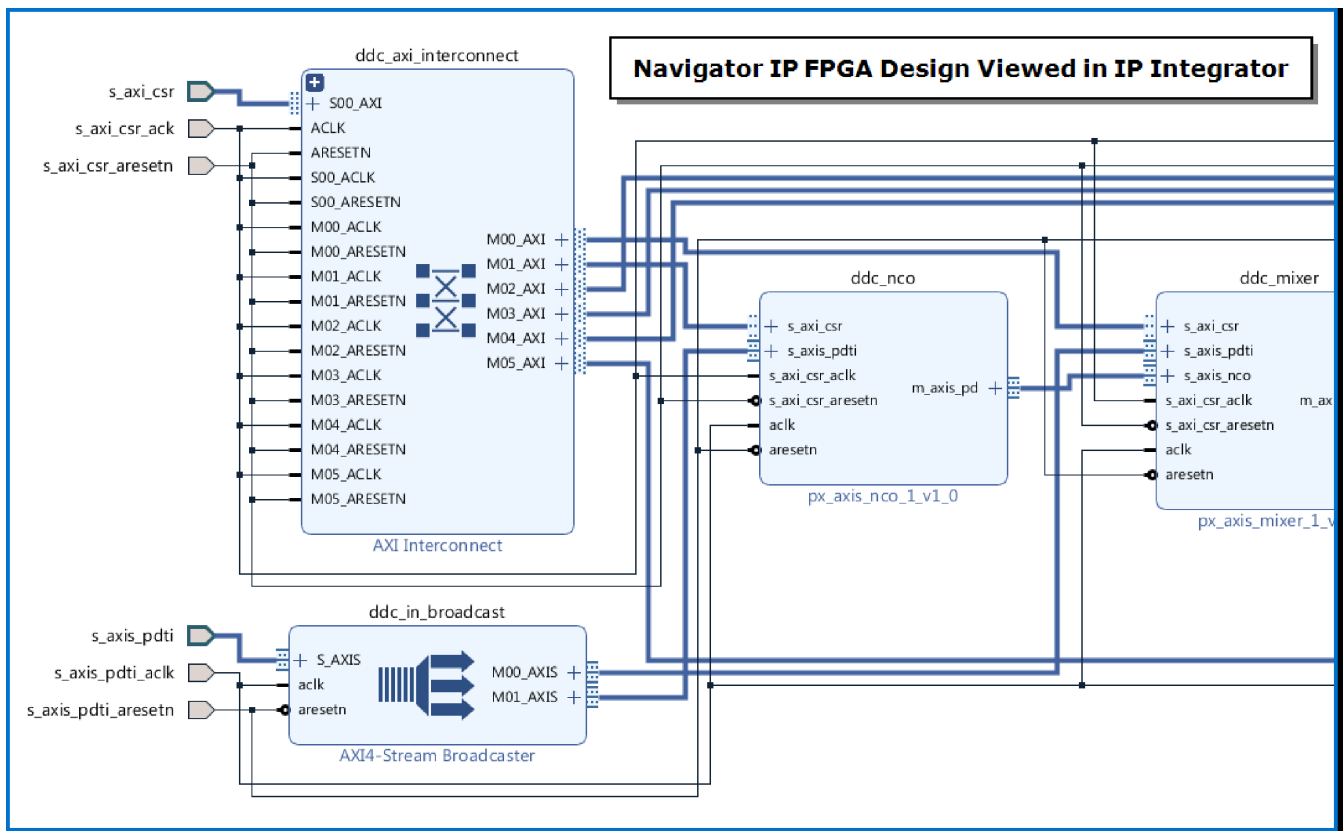 Navigator IP FPGA Design Viewed in IP Integrator
ddc_axi_interconnect
s_axi_csr
s_axi_csr_ack
s_axi_csr_aresetn
S00_AXI
ACLK
ARESETN
S00_ACLK
S00_ARESETN
M00_ACLK
M00_ARESETN
M01_ACLK
M01_ARESETN
M02_ACLK
M02_ARESETN
M03_ACLK
M03_ARESETN
M04_ACLK
M04_ARESETN
M05_ACLK
M05_ARESETN
M00_AXI
M01_AXI
M02_AXI
M03_AXI
M04_AXI
M05_AXI
AXI Interconnect
ddc_nco
s_axi_csr
s_axis_pdti
s_axi_csr_aclk
s_axi_csr_aresetn
aclk
aresetn
m_axis_pd
px_axis_nco_1_v1_0
ddc_mixer
s_axi_csr
s_axis_pdti
s_axis_nco
s_axi_csr_aclk
s_axi_csr_aresetn
aclk
aresetn
m_ax
px_axis_mixer_1_v
ddc_in_broadcast
s_axis_pdti
s_axis_pdti_aclk
s_axis_pdti_aresetn
S_AXIS
aclk
aresetn
M00_AXIS
M01_AXIS
AXI4-Stream Broadcaster